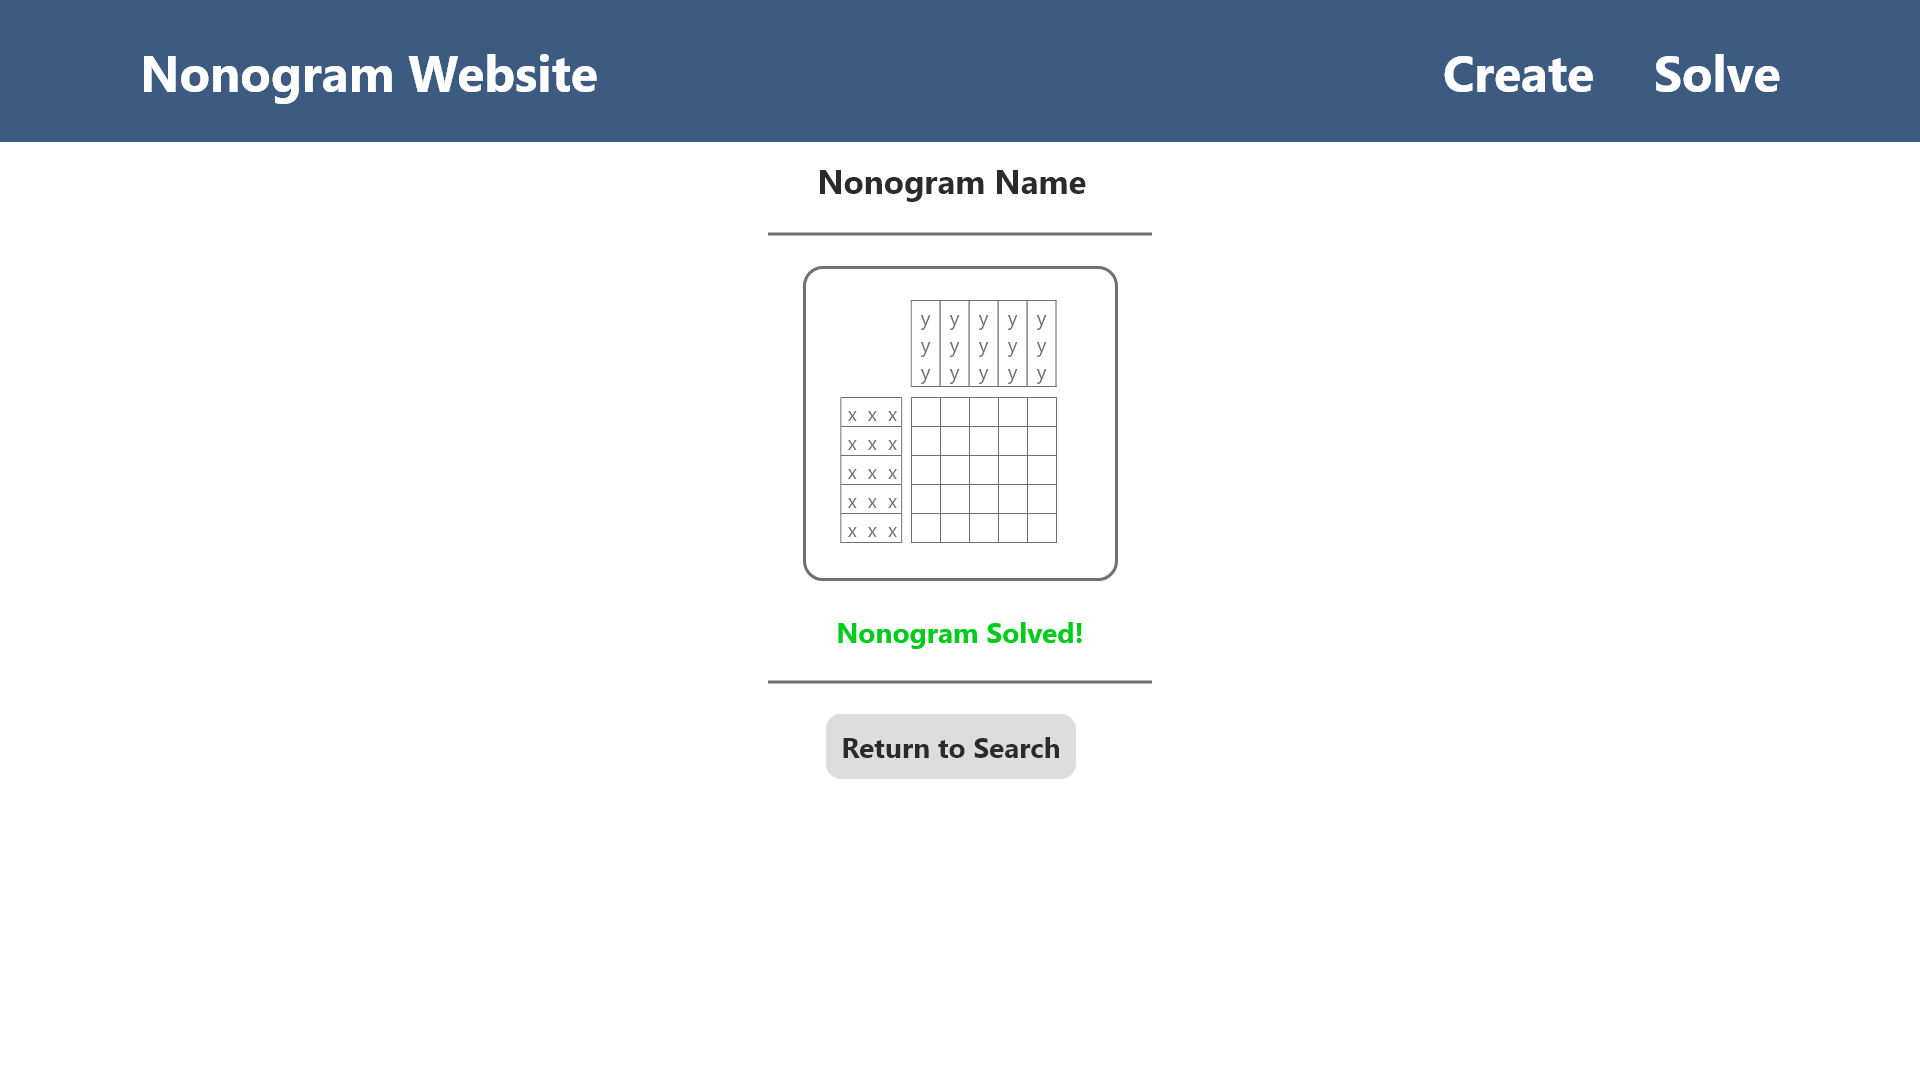 Nonogram Website
Create Solve
Nonogram Name
y y y y y
y y y y y
y y y y y
x x x
x x x
x x x
x x x
x x x
Nonogram Solved!
Return to Search